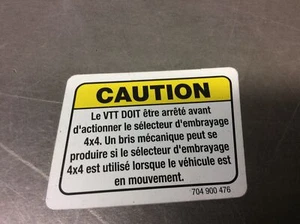 CAUTION
Le VTT DOIT être arrêté avant
d'actionner le sélecteur d'embrayage
4x4. Un bris mécanique peut se
produire si le sélecteur d'embrayage
4x4 est utilisé lorsque le véhicule est
en mouvement.
704 900 476